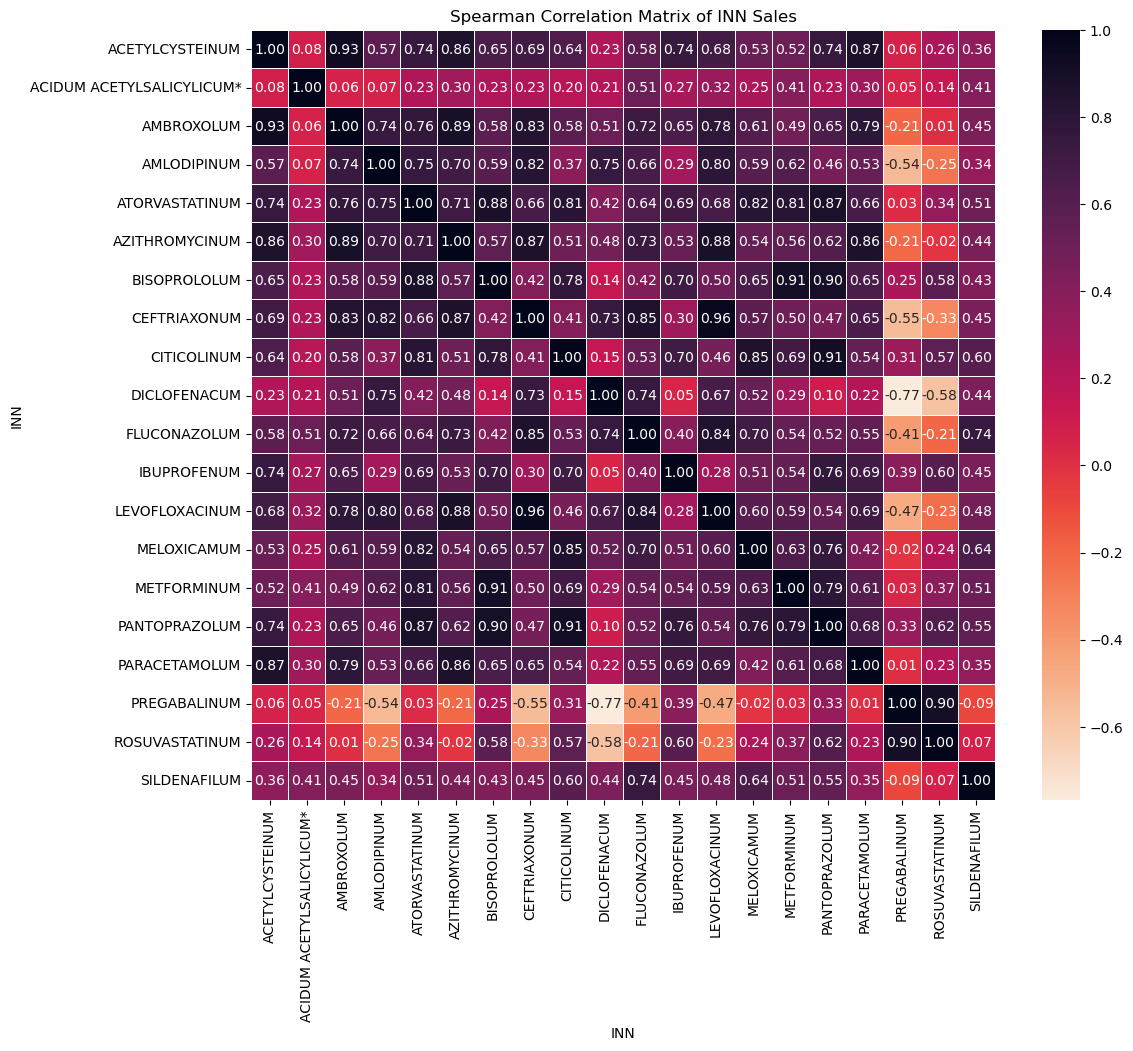 Spearman Correlation Matrix of INN Sales
ACETYLCYSTEINUM 1.00 0.08 0.93 0.57 0.74 0.86 0.65 0.69 0.64 0.23 0.58 0.74 0.68 0.53 0.52 0.74 0.87 0.06 0.26 0.36
ACIDUM ACETYLSALICYLICUM* 0.08 1.00 0.06 0.07 0.23 0.30 0.23 0.23 0.20 0.21 0.51 0.27 0.32 0.25 0.41 0.23 0.30 0.05 0.14 0.41
AMBROXOLUM 0.93 0.06 1.00 0.74 0.76 0.89 0.58 0.83 0.58 0.51 0.72 0.65 0.78 0.61 0.49 0.65 0.79 -0.21 0.01 0.45
AMLODIPINUM 0.57 0.07 0.74 1.00 0.75 0.70 0.59 0.82 0.37 0.75 0.66 0.29 0.80 0.59 0.62 0.46 0.53 -0.54 -0.25 0.34
ATORVASTATINUM 0.74 0.23 0.76 0.75 1.00 0.71 0.88 0.66 0.81 0.42 0.64 0.69 0.68 0.82 0.81 0.87 0.66 0.03 0.34 0.51
AZITHROMYCINUM 0.86 0.30 0.89 0.70 0.71 1.00 0.57 0.87 0.51 0.48 0.73 0.53 0.88 0.54 0.56 0.62 0.86 -0.21 -0.02 0.44
BISOPROLOLUM 0.65 0.23 0.58 0.59 0.88 0.57 1.00 0.42 0.78 0.14 0.42 0.70 0.50 0.65 0.91 0.90 0.65 0.25 0.58 0.43
CEFTRIAXONUM 0.69 0.23 0.83 0.82 0.66 0.87 0.42 1.00 0.41 0.73 0.85 0.30 0.96 0.57 0.50 0.47 0.65 -0.55 -0.33 0.45
CITICOLINUM 0.64 0.20 0.58 0.37 0.81 0.51 0.78 0.41 1.00 0.15 0.53 0.70 0.46 0.85 0.69 0.91 0.54 0.31 0.57 0.60
DICLOFENACUM 0.23 0.21 0.51 0.75 0.42 0.48 0.14 0.73 0.15 1.00 0.74 0.05 0.67 0.52 0.29 0.10 0.22 -0.77 -0.58 0.44
FLUCONAZOLUM 0.58 0.51 0.72 0.66 0.64 0.73 0.42 0.85 0.53 0.74 1.00 0.40 0.84 0.70 0.54 0.52 0.55 -0.41 -0.21 0.74
IBUPROFENUM 0.74 0.27 0.65 0.29 0.69 0.53 0.70 0.30 0.70 0.05 0.40 1.00 0.28 0.51 0.54 0.76 0.69 0.39 0.60 0.45
LEVOFLOXACINUM 0.68 0.32 0.78 0.80 0.68 0.88 0.50 0.96 0.46 0.67 0.84 0.28 1.00 0.60 0.59 0.54 0.69 -0.47 -0.23 0.48
MELOXICAMUM 0.53 0.25 0.61 0.59 0.82 0.54 0.65 0.57 0.85 0.52 0.70 0.51 0.60 1.00 0.63 0.76 0.42 -0.02 0.24 0.64
METFORMINUM 0.52 0.41 0.49 0.62 0.81 0.56 0.91 0.50 0.69 0.29 0.54 0.54 0.59 0.63 1.00 0.79 0.61 0.03 0.37 0.51
PANTOPRAZOLUM 0.74 0.23 0.65 0.46 0.87 0.62 0.90 0.47 0.91 0.10 0.52 0.76 0.54 0.76 0.79 1.00 0.68 0.33 0.62 0.55
PARACETAMOLUM 0.87 0.30 0.79 0.53 0.66 0.86 0.65 0.65 0.54 0.22 0.55 0.69 0.69 0.42 0.61 0.68 1.00 0.01 0.23 0.35
PREGABALINUM 0.06 0.05 -0.21 -0.54 0.03 -0.21 0.25 -0.55 0.31 -0.77 -0.41 0.39 -0.47 -0.02 0.03 0.33 0.01 1.00 0.90 -0.09
ROSUVASTATINUM 0.26 0.14 0.01 -0.25 0.34 -0.02 0.58 -0.33 0.57 -0.58 -0.21 0.60 -0.23 0.24 0.37 0.62 0.23 0.90 1.00 0.07
SILDENAFILUM 0.36 0.41 0.45 0.34 0.51 0.44 0.43 0.45 0.60 0.44 0.74 0.45 0.48 0.64 0.51 0.55 0.35 -0.09 0.07 1.00
INN
ACETYLCYSTEINUM
ACIDUM ACETYLSALICYLICUM*
AMBROXOLUM
AMLODIPINUM
ATORVASTATINUM
AZITHROMYCINUM
BISOPROLOLUM
CEFTRIAXONUM
CITICOLINUM
DICLOFENACUM
FLUCONAZOLUM
IBUPROFENUM
LEVOFLOXACINUM
MELOXICAMUM
METFORMINUM
PANTOPRAZOLUM
PARACETAMOLUM
PREGABALINUM
ROSUVASTATINUM
SILDENAFILUM
INN
1.0
0.8
0.6
0.4
0.2
0.0
−0.2
−0.4
−0.6